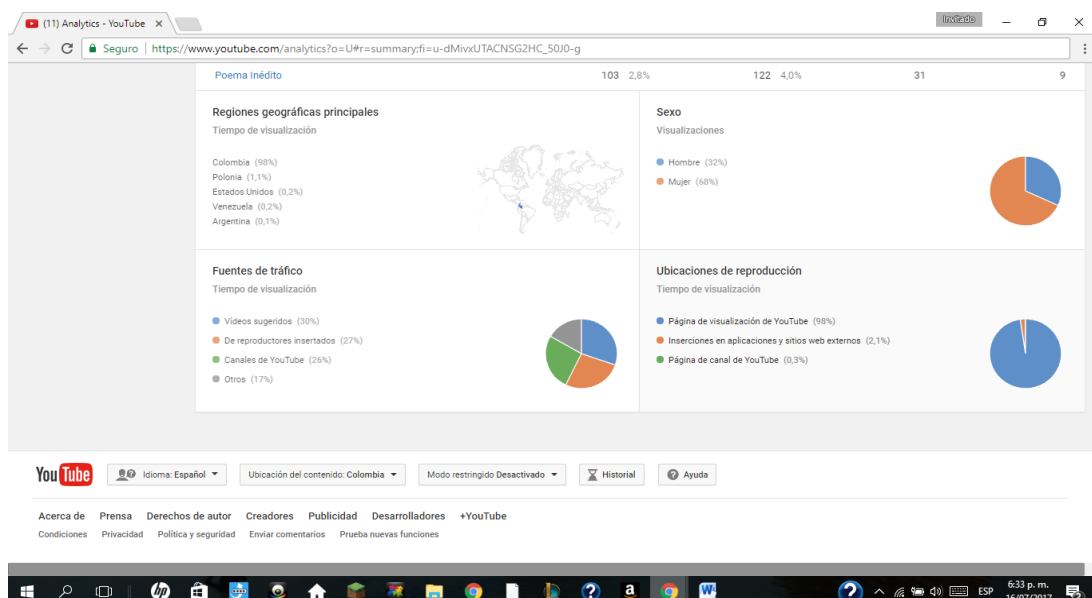 (11) Analytics - YouTube
Invitado
Seguro | https://www.youtube.com/analytics?o=U#r=summary;fi=u-dMivxUTACNSG2HC_50J0-g
Poema Inédito 103 2,8% 122 4,0% 31 9
Regiones geográficas principales
Tiempo de visualización
Colombia (98%)
Polonia (1,1%)
Estados Unidos (0,2%)
Venezuela (0,2%)
Argentina (0,1%)
Sexo
Visualizaciones
Hombre (32%)
Mujer (68%)
Fuentes de tráfico
Tiempo de visualización
Vídeos sugeridos (30%)
De reproductores insertados (27%)
Canales de YouTube (26%)
Otros (17%)
Ubicaciones de reproducción
Tiempo de visualización
Página de visualización de YouTube (98%)
Inserciones en aplicaciones y sitios web externos (2,1%)
Página de canal de YouTube (0,3%)
YouTube Idioma: Español Ubicación del contenido: Colombia Modo restringido Desactivado Historial Ayuda
Acerca de Prensa Derechos de autor Creadores Publicidad Desarrolladores +YouTube
Condiciones Privacidad Política y seguridad Enviar comentarios Prueba nuevas funciones
hp a W ESP 6:33 p. m.
16/07/2017